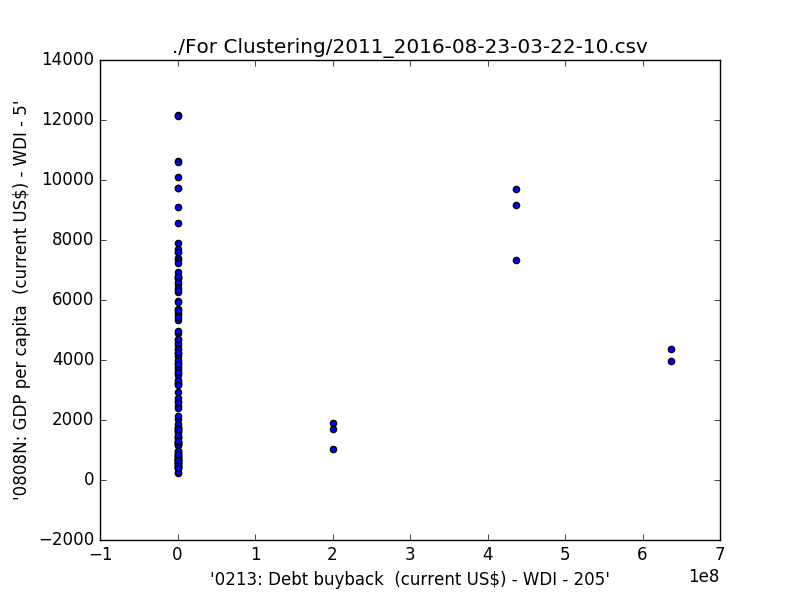 ./For Clustering/2011_2016-08-23-03-22-10.csv
14000
12000
10000
8000
6000
4000
2000
0
−2000
'0808N: GDP per capita  (current US$) - WDI - 5'
−1 0 1 2 3 4 5 6 7
1e8
'0213: Debt buyback  (current US$) - WDI - 205'